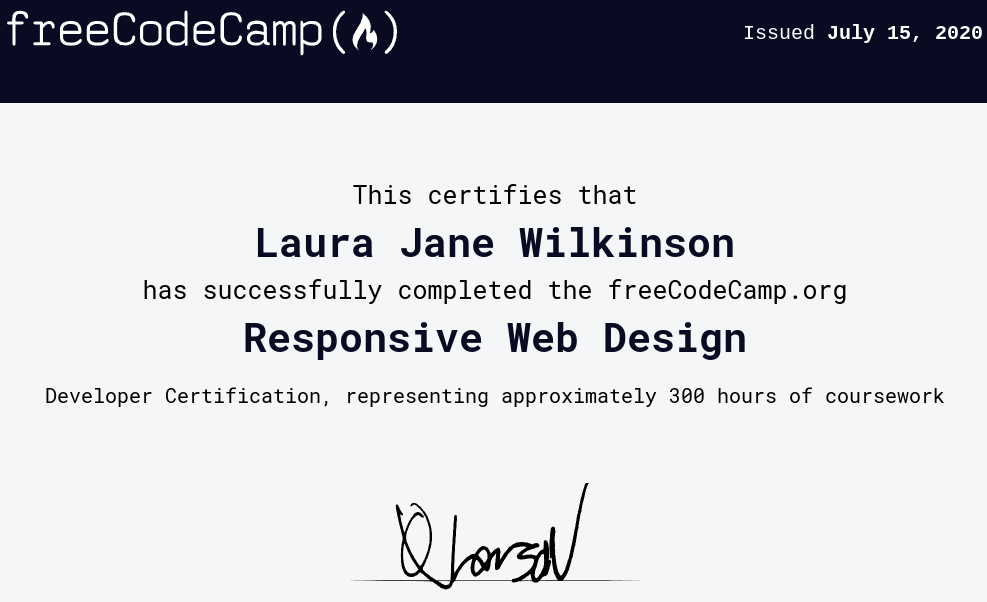 freeCodeCamp(🔥)
Issued July 15, 2020
This certifies that
Laura Jane Wilkinson
has successfully completed the freeCodeCamp.org
Responsive Web Design
Developer Certification, representing approximately 300 hours of coursework